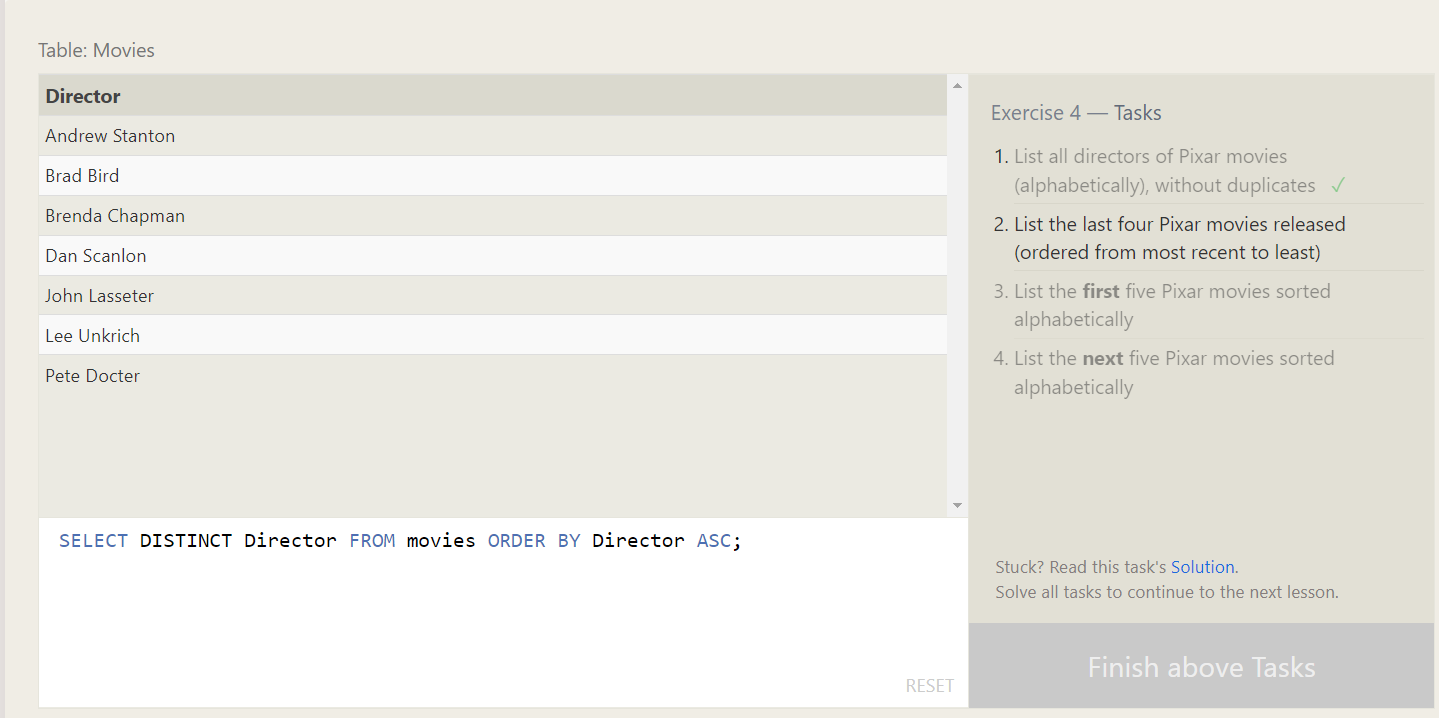 Table: Movies
Director
Andrew Stanton
Brad Bird
Brenda Chapman
Dan Scanlon
John Lasseter
Lee Unkrich
Pete Docter
SELECT DISTINCT Director FROM movies ORDER BY Director ASC;
RESET
Exercise 4 — Tasks
1. List all directors of Pixar movies
(alphabetically), without duplicates ✓
2. List the last four Pixar movies released
(ordered from most recent to least)
3. List the first five Pixar movies sorted
alphabetically
4. List the next five Pixar movies sorted
alphabetically
Stuck? Read this task's Solution.
Solve all tasks to continue to the next lesson.
Finish above Tasks